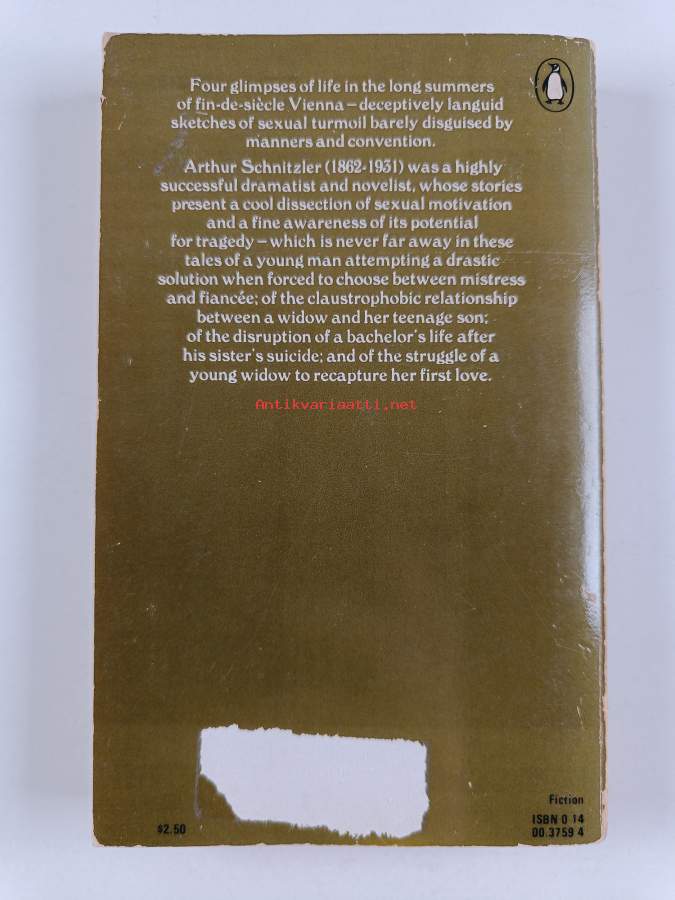 Four glimpses of life in the long summers
of fin-de-siècle Vienna – deceptively languid
sketches of sexual turmoil barely disguised by
manners and convention.
Arthur Schnitzler (1862-1931) was a highly
successful dramatist and novelist, whose stories
present a cool dissection of sexual motivation
and a fine awareness of its potential
for tragedy – which is never far away in these
tales of a young man attempting a drastic
solution when forced to choose between mistress
and fiancée; of the claustrophobic relationship
between a widow and her teenage son;
of the disruption of a bachelor's life after
his sister's suicide; and of the struggle of a
young widow to recapture her first love.
Antikvariaatti.net
Fiction
ISBN 0 14
00.3759 4
$2.50